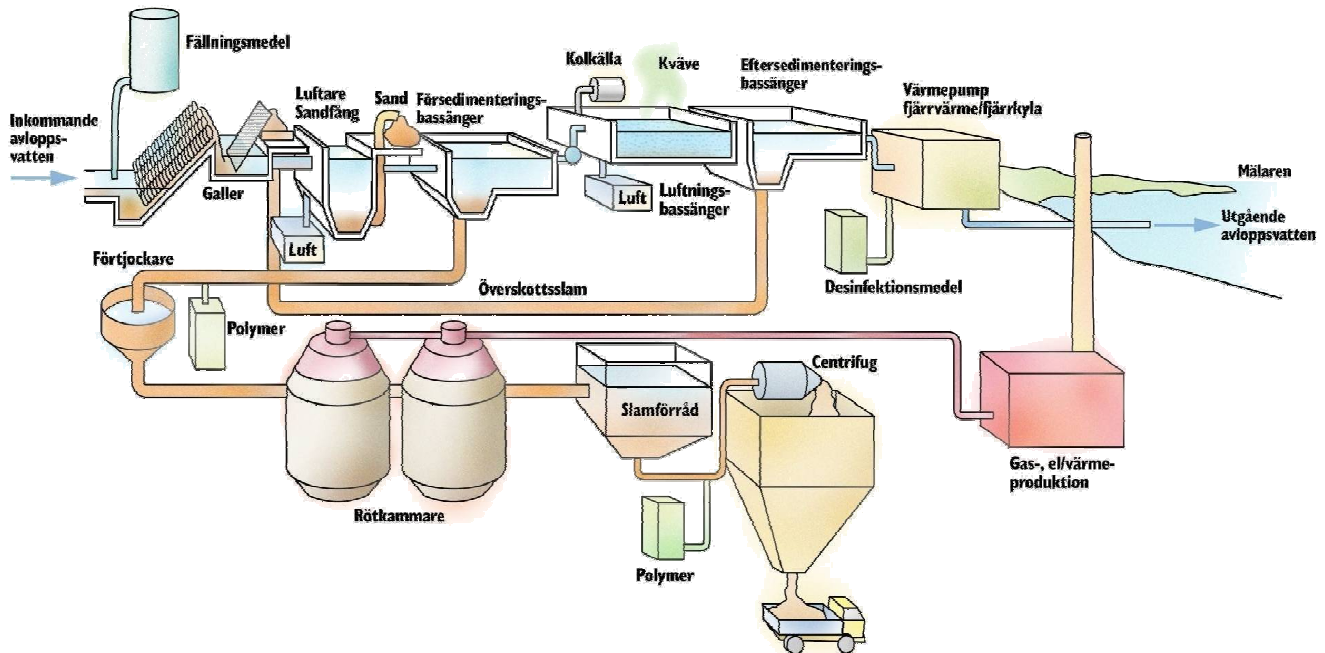 Fällningsmedel
Inkommande
avlopps-
vatten
Galler
Luftare
Sandfång
Sand
Försedimenterings-
bassänger
Luft
Kolkälla
Kväve
Luft
Luftnings-
bassänger
Eftersedimenterings-
bassänger
Värmepump
fjärrvärme/fjärrkyla
Mälaren
Utgående
avloppsvatten
Desinfektionsmedel
Förtjockare
Polymer
Överskottsslam
Rötkammare
Slamförråd
Polymer
Centrifug
Gas-, el/värme-
produktion